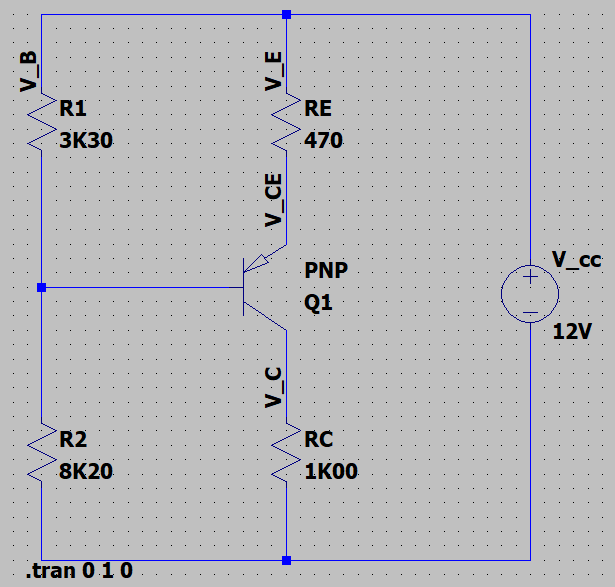 V_B
R1
3K30
V_E
RE
470
V_CE
PNP
Q1
V_cc
+
−
12V
V_C
R2
8K20
RC
1K00
.tran 0 1 0